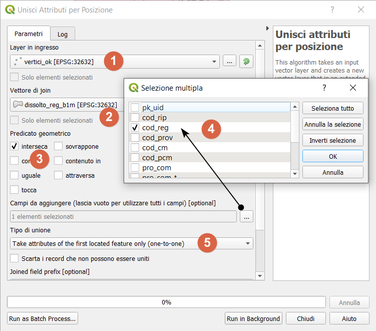 Unisci Attributi per Posizione
Parametri
Log
Layer in ingresso
vertici_ok [EPSG:32632]
1
...
Solo elementi selezionati
Vettore di join
dissolto_reg_b1m [EPSG:32632]
2
Solo elementi selezionati
Predicato geometrico
interseca
sovrappone
3
contenuto in
uguale
attraversa
tocca
Campi da aggiungere (lascia vuoto per utilizzare tutti i campi) [optional]
1 elementi selezionati
...
Tipo di unione
Take attributes of the first located feature only (one-to-one)
5
Scarta i record che non possono essere uniti
Joined field prefix [optional]
Unisci attributi
per posizione
This algorithm takes an input
vector layer and creates a new
Selezione multipla
pk_uid
cod_rip
cod_reg
4
cod_prov
cod_cm
cod_pcm
pro_com
Seleziona tutto
Annulla la selezione
Inverti selezione
OK
Annulla
0%
Annulla
Run as Batch Process...
Run in Background
Chiudi
Aiuto